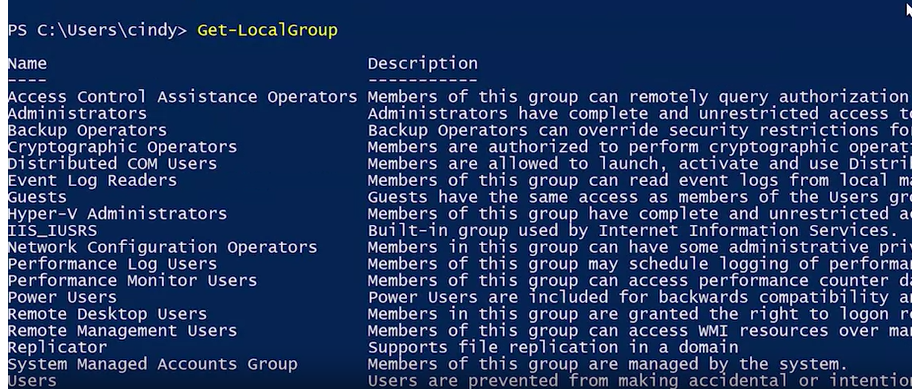 PS C:\Users\cindy> Get-LocalGroup
Name Description
---- -----------
Access Control Assistance Operators Members of this group can remotely query authorization
Administrators Administrators have complete and unrestricted access to
Backup Operators Backup Operators can override security restrictions fo
Cryptographic Operators Members are authorized to perform cryptographic operati
Distributed COM Users Members are allowed to launch, activate and use Distri
Event Log Readers Members of this group can read event logs from local ma
Guests Guests have the same access as members of the Users gro
Hyper-V Administrators Members of this group have complete and unrestricted ac
IIS_IUSRS Built-in group used by Internet Information Services.
Network Configuration Operators Members in this group can have some administrative priv
Performance Log Users Members of this group may schedule logging of performan
Performance Monitor Users Members of this group can access performance counter da
Power Users Power Users are included for backwards compatibility an
Remote Desktop Users Members in this group are granted the right to logon re
Remote Management Users Members of this group can access WMI resources over man
Replicator Supports file replication in a domain
System Managed Accounts Group Members of this group are managed by the system.
Users Users are prevented from making accidental or intention